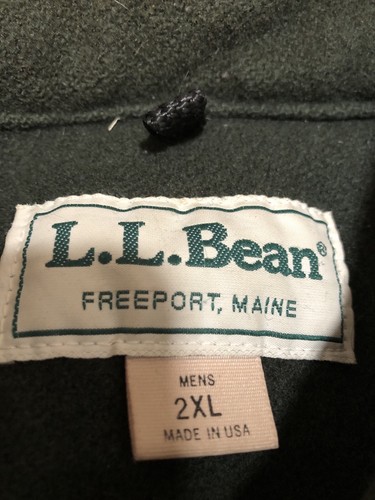 L.L.Bean®
FREEPORT, MAINE
MENS
2XL
MADE IN USA